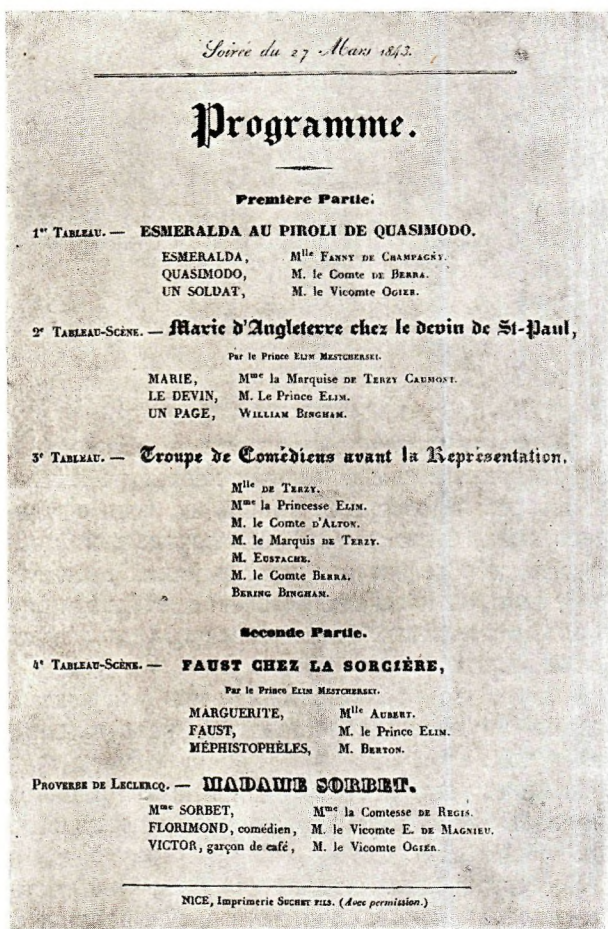 Soirée du 27 Mars 1843.
Programme.
Première Partie.
1er TABLEAU. — ESMERALDA AU PIROLI DE QUASIMODO.
ESMERALDA, Mlle FANNY DE CHAMPAGNY.
QUASIMODO, M. le Comte DE BERRA.
UN SOLDAT, M. le Vicomte OGIER.
2e TABLEAU-SCÈNE. — Marie d'Angleterre chez le devin de St-Paul,
Par le Prince ELIM MESTCHERSKI.
MARIE, Mme la Marquise DE TERZY CAUMONT.
LE DEVIN, M. Le Prince ELIM.
UN PAGE, WILLIAM BINGHAM.
3e TABLEAU. — Troupe de Comédiens avant la Représentation.
Mlle DE TERZY.
Mme la Princesse ELIM.
M. le Comte D'ALTON.
M. le Marquis DE TERZY.
M. EUSTACHE.
M. le Comte BERRA.
BERING BINGHAM.
Seconde Partie.
4e TABLEAU-SCÈNE. — FAUST CHEZ LA SORCIÈRE,
Par le Prince ELIM MESTCHERSKI.
MARGUERITE, Mlle AUBERT.
FAUST, M. le Prince ELIM.
MÉPHISTOPHÈLES, M. BERTON.
PROVERBE DE LECLERCQ. — MADAME SORBET.
Mme SORBET, Mme la Comtesse DE REGIS.
FLORIMOND, comédien, M. le Vicomte E. DE MAGNIEU.
VICTOR, garçon de café, M. le Vicomte OGIER.
NICE, Imprimerie SUCHET FILS. (Avec permission.)